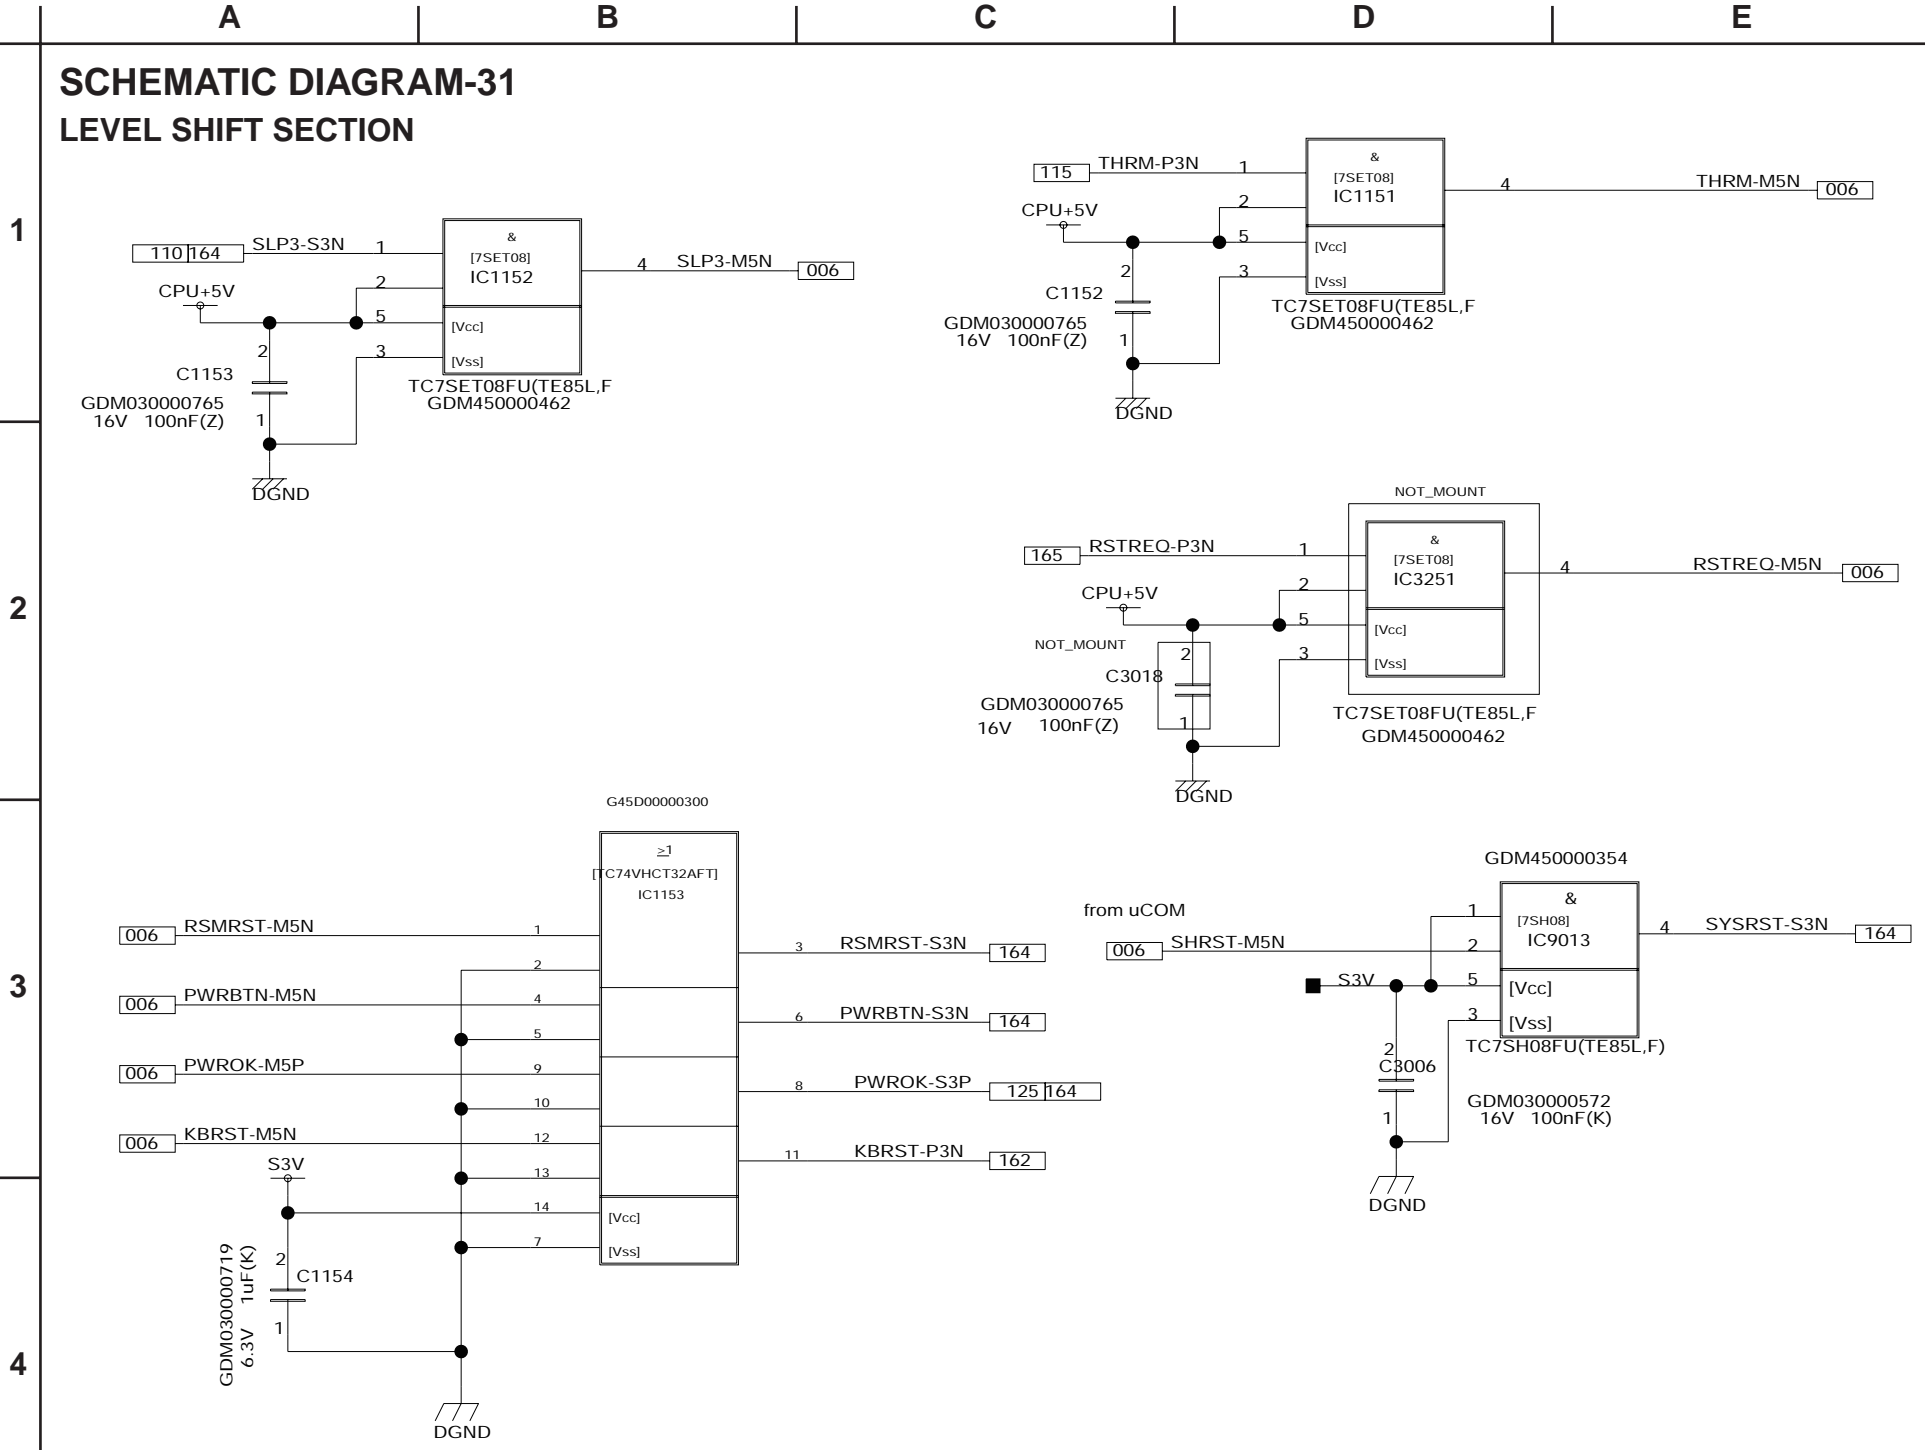 A B C D E
SCHEMATIC DIAGRAM-31
LEVEL SHIFT SECTION
1
2
3
4
110 164 SLP3-S3N 1
&
[7SET08]
IC1152
4 SLP3-M5N 006
2
CPU+5V
5 [Vcc]
3 [Vss]
2
C1153
GDM030000765
16V 100nF(Z)
1
DGND
TC7SET08FU(TE85L,F
GDM450000462
115 THRM-P3N 1
&
[7SET08]
IC1151
4 THRM-M5N 006
2
CPU+5V
5 [Vcc]
3 [Vss]
2
C1152
GDM030000765
16V 100nF(Z)
1
DGND
TC7SET08FU(TE85L,F
GDM450000462
NOT_MOUNT
165 RSTREQ-P3N 1
&
[7SET08]
IC3251
4 RSTREQ-M5N 006
2
CPU+5V
5 [Vcc]
3 [Vss]
NOT_MOUNT
2
C3018
GDM030000765
16V 100nF(Z)
1
DGND
TC7SET08FU(TE85L,F
GDM450000462
G45D00000300
≥1
[TC74VHCT32AFT]
IC1153
006 RSMRST-M5N 1
2
3 RSMRST-S3N 164
006 PWRBTN-M5N 4
5
6 PWRBTN-S3N 164
006 PWROK-M5P 9
10
8 PWROK-S3P 125 164
006 KBRST-M5N 12
13
11 KBRST-P3N 162
S3V
14 [Vcc]
7 [Vss]
2
C1154
1
GDM030000719
6.3V 1uF(K)
DGND
GDM450000354
from uCOM
&
[7SH08]
IC9013
1
006 SHRST-M5N 2
4 SYSRST-S3N 164
S3V 5 [Vcc]
3 [Vss]
TC7SH08FU(TE85L,F)
2
C3006
1
GDM030000572
16V 100nF(K)
DGND